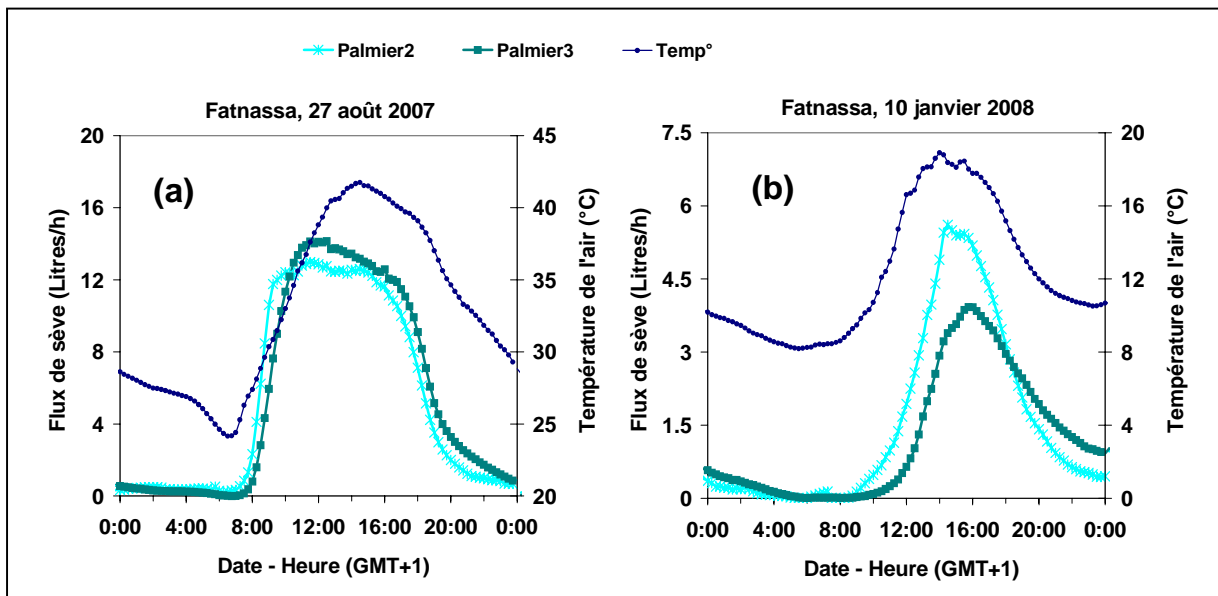 Palmier2 Palmier3 Temp°
Fatnassa, 27 août 2007
(a)
Flux de sève (Litres/h)
20
16
12
8
4
0
45
40
35
30
25
20
Température de l'air (°C)
0:00 4:00 8:00 12:00 16:00 20:00 0:00
Date - Heure (GMT+1)
Fatnassa, 10 janvier 2008
(b)
Flux de sève (Litres/h)
7.5
6
4.5
3
1.5
0
20
16
12
8
4
0
Température de l'air (°C)
0:00 4:00 8:00 12:00 16:00 20:00 0:00
Date - Heure (GMT+1)